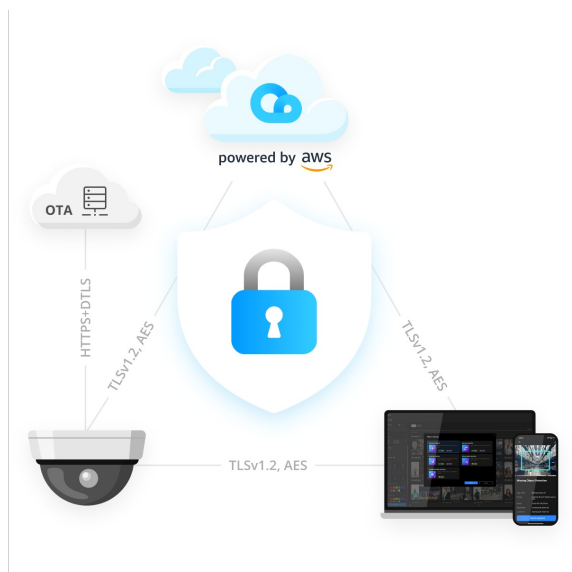 powered by aws
OTA
HTTPS+DTLS
TLSv1.2, AES
TLSv1.2, AES
TLSv1.2, AES